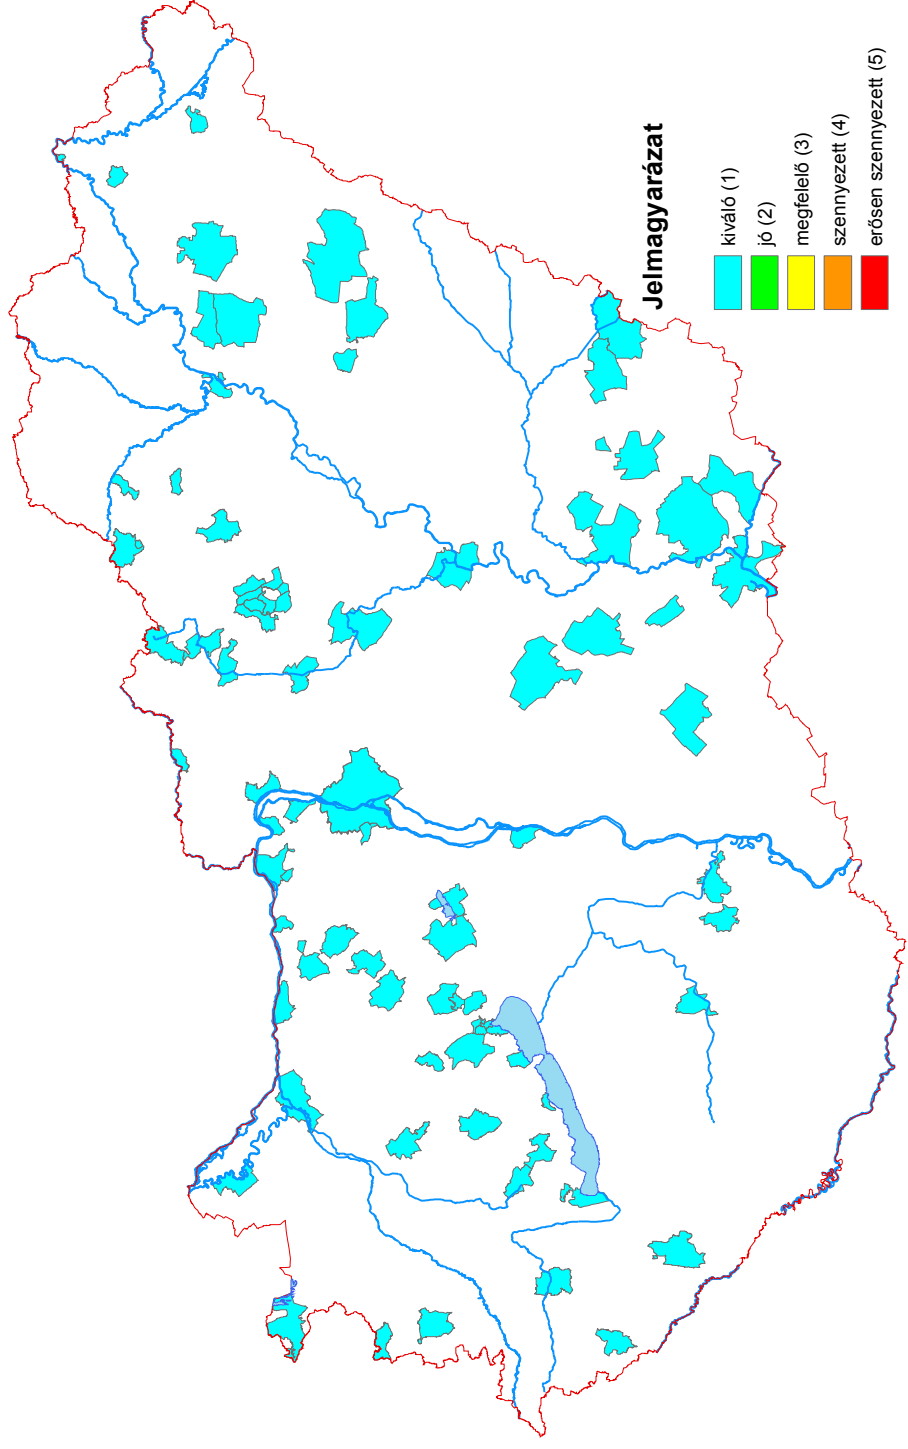 Jelmagyarázat
kiváló (1)
jó (2)
megfelelő (3)
szennyezett (4)
erősen szennyezett (5)